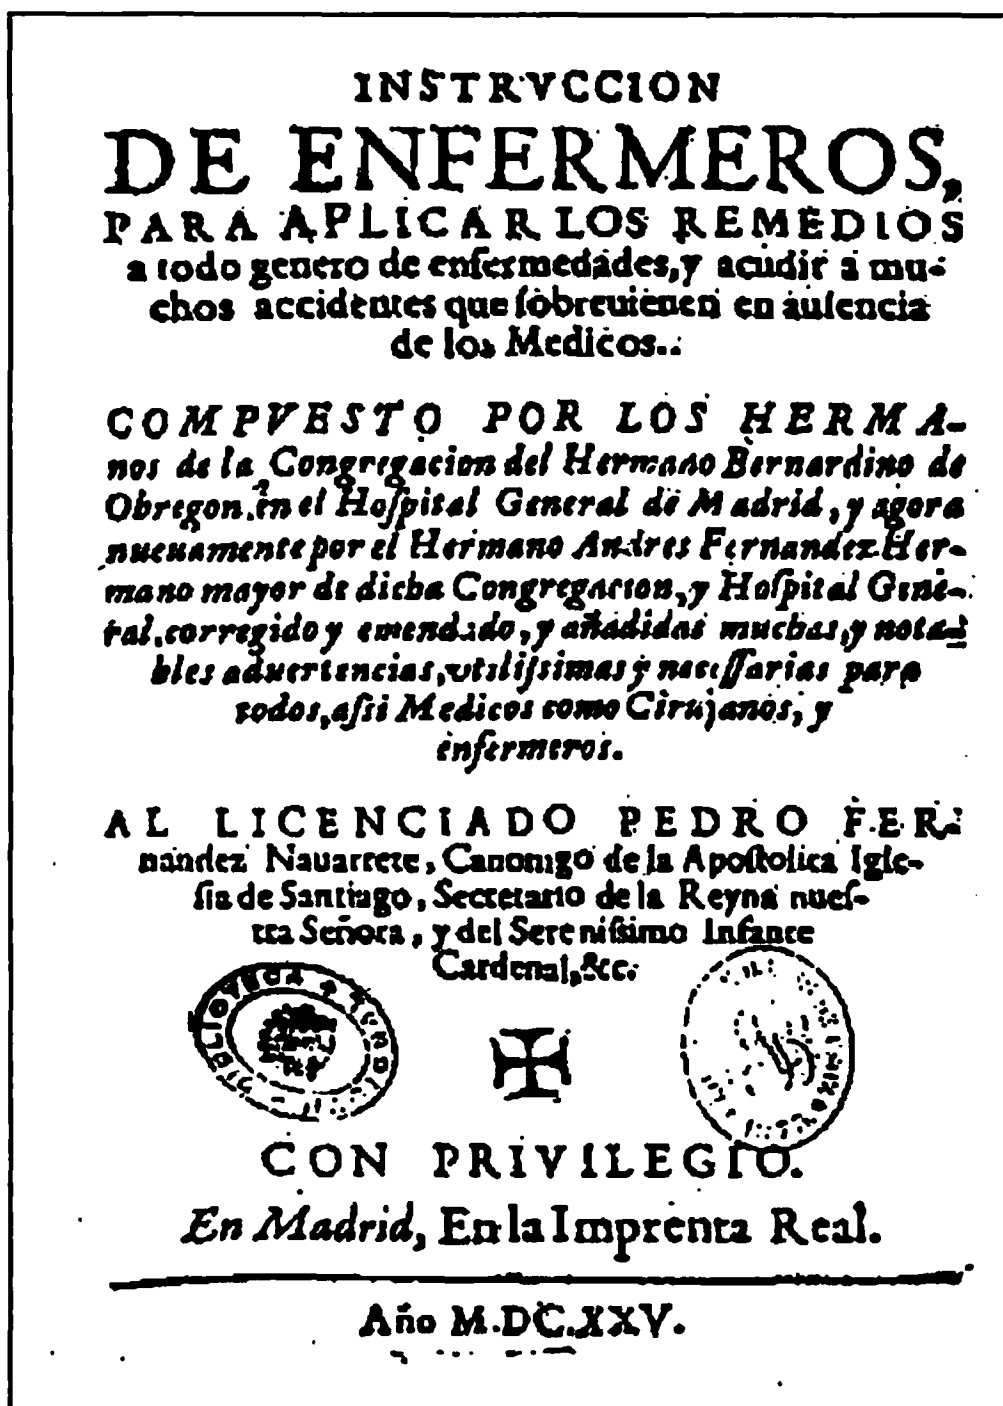 INSTRVCCION
DE ENFERMEROS,
PARA APLICAR LOS REMEDIOS
a todo genero de enfermedades, y acudir a mu-
chos accidentes que ſobreuienen en auſencia
de los Medicos.
COMPVESTO POR LOS HERMA-
nos de la Congregacion del Hermano Bernardino de
Obregon, en el Hoſpital General de Madrid, y agora
nueuamente por el Hermano Andres Fernandez Her-
mano mayor de dicha Congregacion, y Hoſpital Gene-
ral, corregido y emendado, y añadidas muchas, y nota-
bles aduertencias, vtiliſsimas y neceſſarias para
todos, aſsi Medicos como Cirujanos, y
enfermeros.
AL LICENCIADO PEDRO FER-
nandez Nauarrete, Canonigo de la Apoſtolica Igle-
ſia de Santiago, Secretario de la Reyna nueſ-
tra Señora, y del Sereniſsimo Infante
Cardenal, &c.
BIBLIOTECA
CON PRIVILEGIO.
En Madrid, En la Imprenta Real.
Año M.DC.XXV.